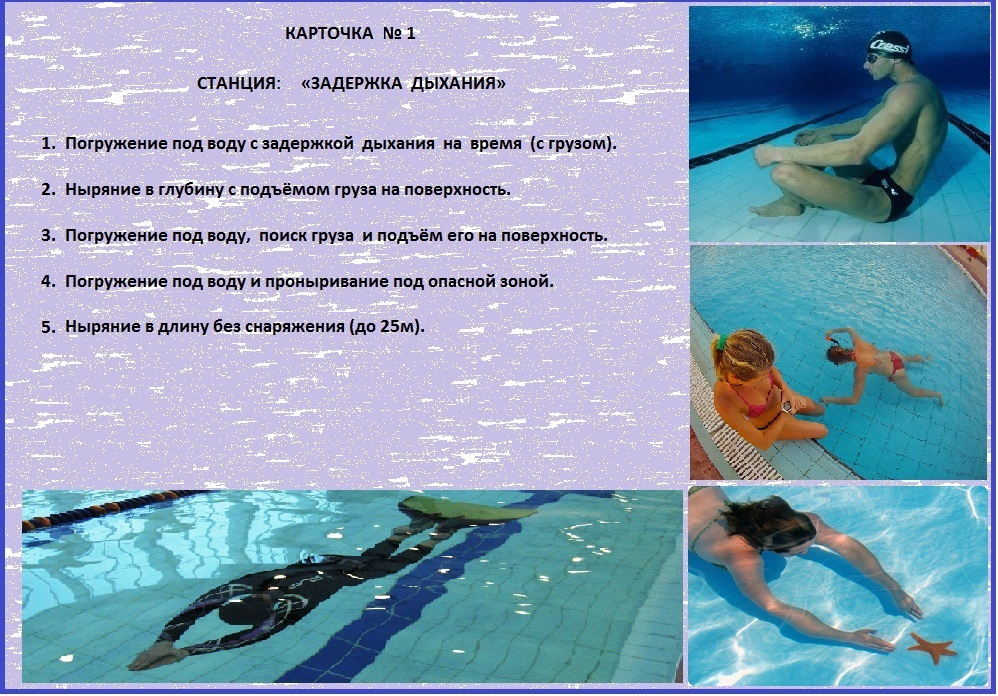 КАРТОЧКА № 1
СТАНЦИЯ: «ЗАДЕРЖКА ДЫХАНИЯ»
1. Погружение под воду с задержкой дыхания на время (с грузом).
2. Ныряние в глубину с подъёмом груза на поверхность.
3. Погружение под воду, поиск груза и подъём его на поверхность.
4. Погружение под воду и проныривание под опасной зоной.
5. Ныряние в длину без снаряжения (до 25м).
Cressi